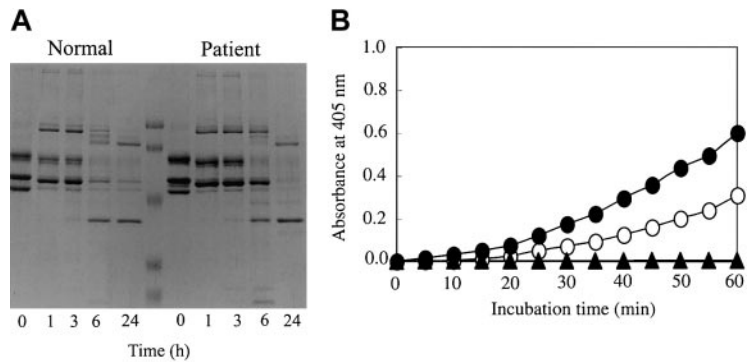 A
Normal Patient
0 1 3 6 24 0 1 3 6 24
Time (h)
B
1.0
0.8
0.6
0.4
0.2
0.0
Absorbance at 405 nm
0 10 20 30 40 50 60
Incubation time (min)